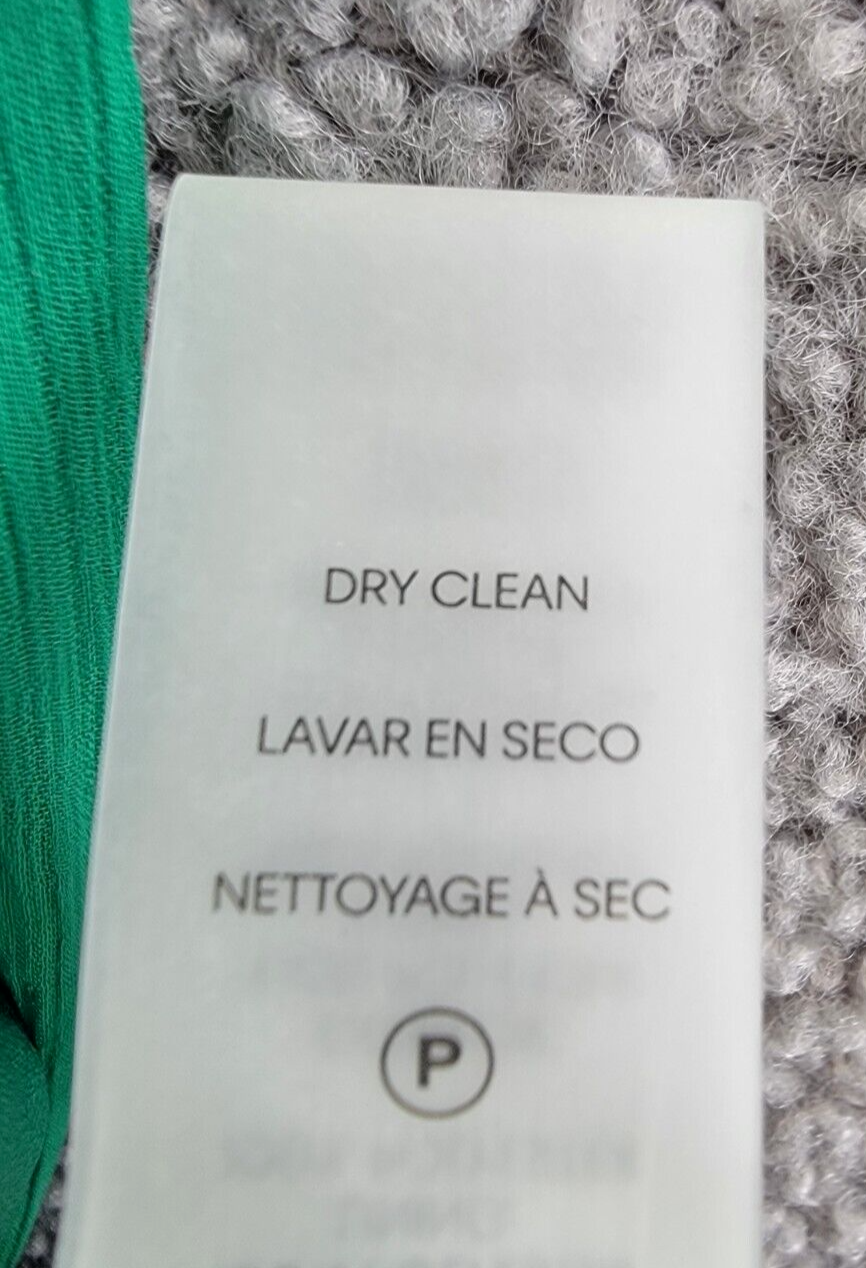 DRY CLEAN
LAVAR EN SECO
NETTOYAGE À SEC
P